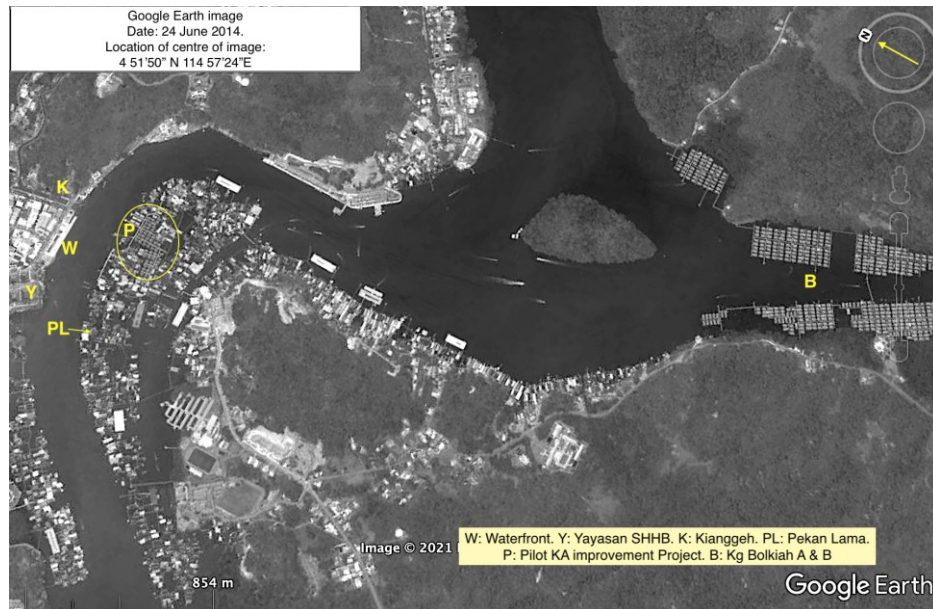 Google Earth image
Date: 24 June 2014.
Location of centre of image:
4 51’50” N 114 57’24”E
N
K
P
W
Y
PL
B
W: Waterfront. Y: Yayasan SHHB. K: Kianggeh. PL: Pekan Lama.
P: Pilot KA improvement Project. B: Kg Bolkiah A & B
Image © 2021
854 m
Google Earth